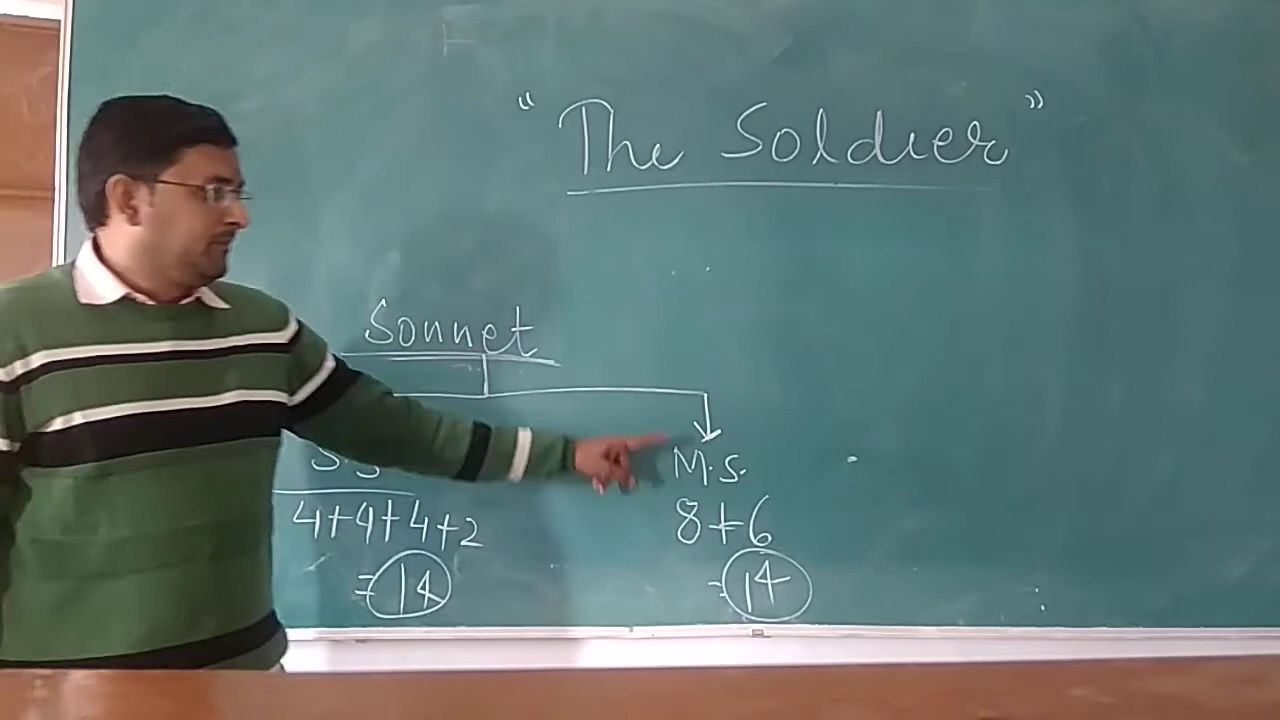 "The Soldier"
Sonnet
S.S
M.S.
4+4+4+2
8+6
=14
=14